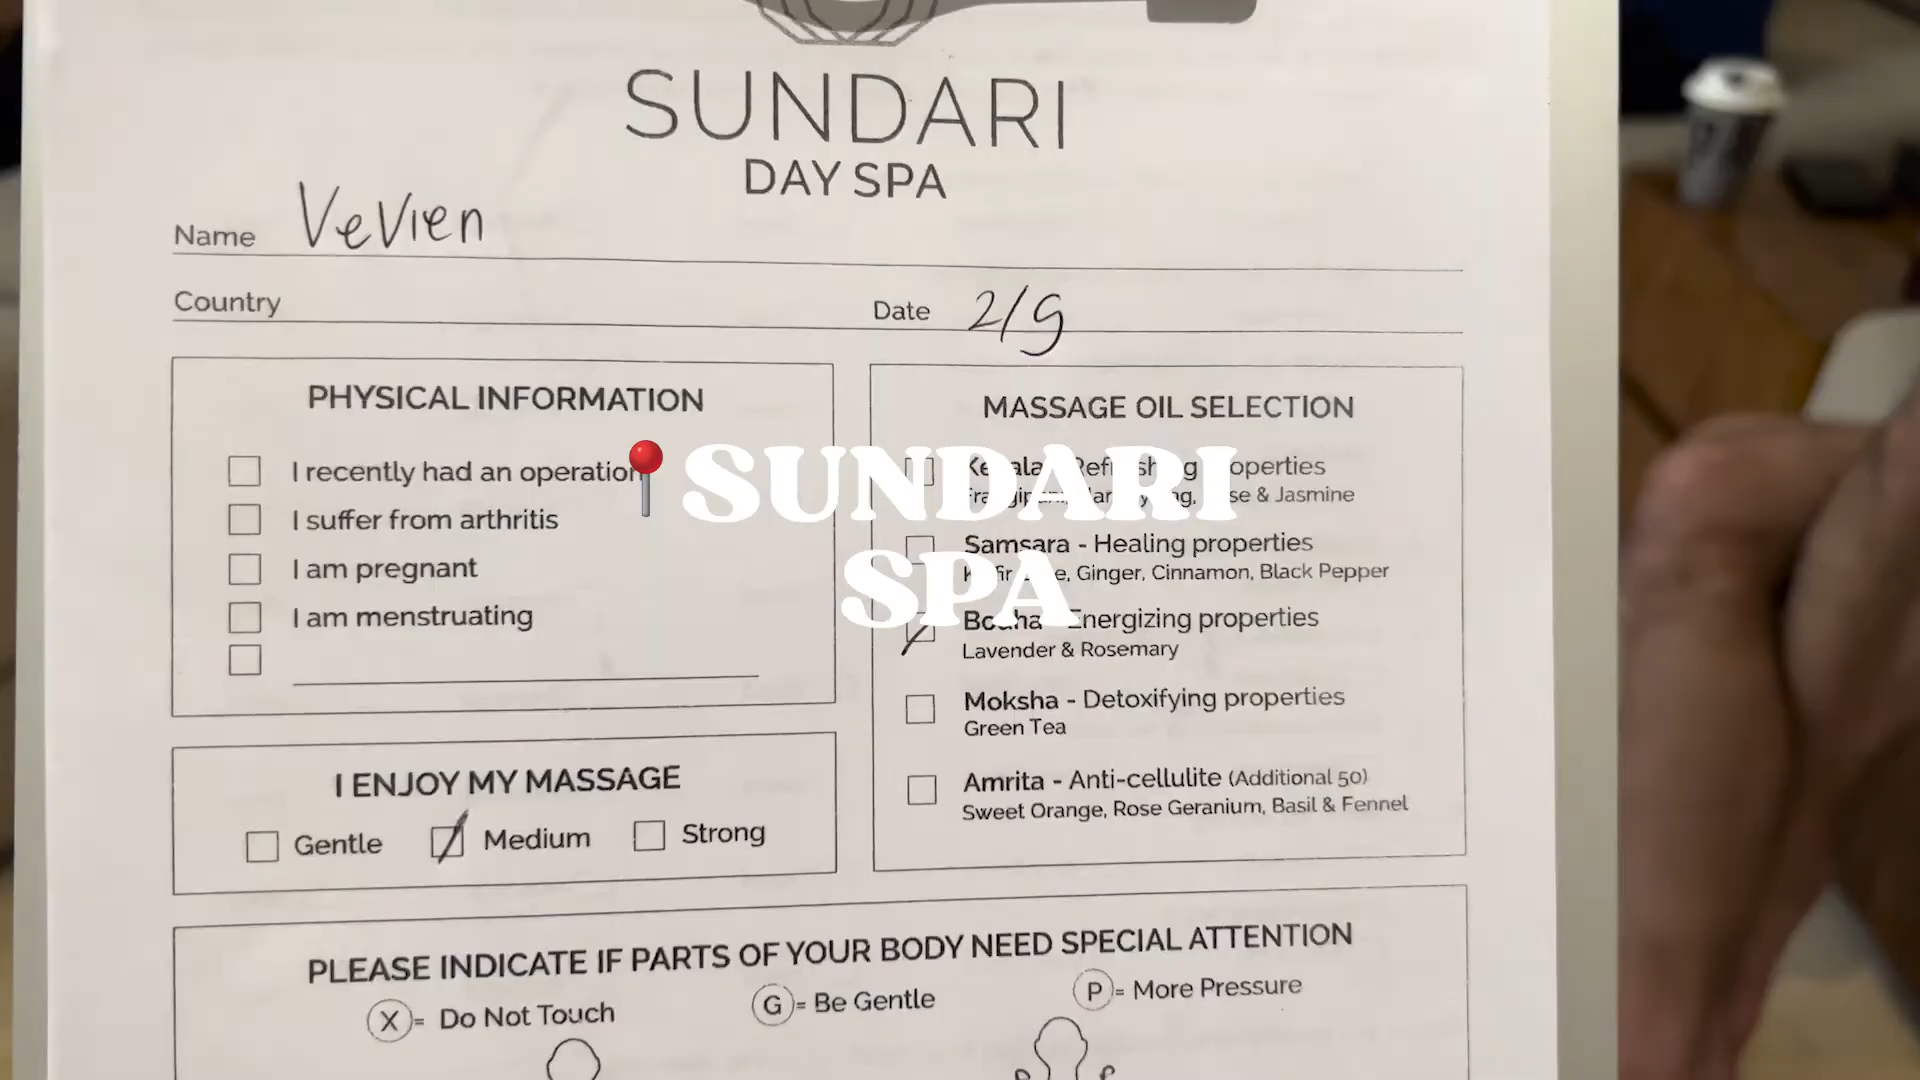 SUNDARI
DAY SPA
Name VeVien
Country
Date 2/9
PHYSICAL INFORMATION
I recently had an operation
I suffer from arthritis
I am pregnant
I am menstruating
MASSAGE OIL SELECTION
properties
& Jasmine
Samsara - Healing properties
Ginger, Cinnamon, Black Pepper
Energizing properties
Lavender & Rosemary
Moksha - Detoxifying properties
Green Tea
Amrita - Anti-cellulite (Additional 50)
Sweet Orange, Rose Geranium, Basil & Fennel
📍SUNDARI
SPA
I ENJOY MY MASSAGE
Gentle Medium Strong
PLEASE INDICATE IF PARTS OF YOUR BODY NEED SPECIAL ATTENTION
X = Do Not Touch G = Be Gentle P = More Pressure